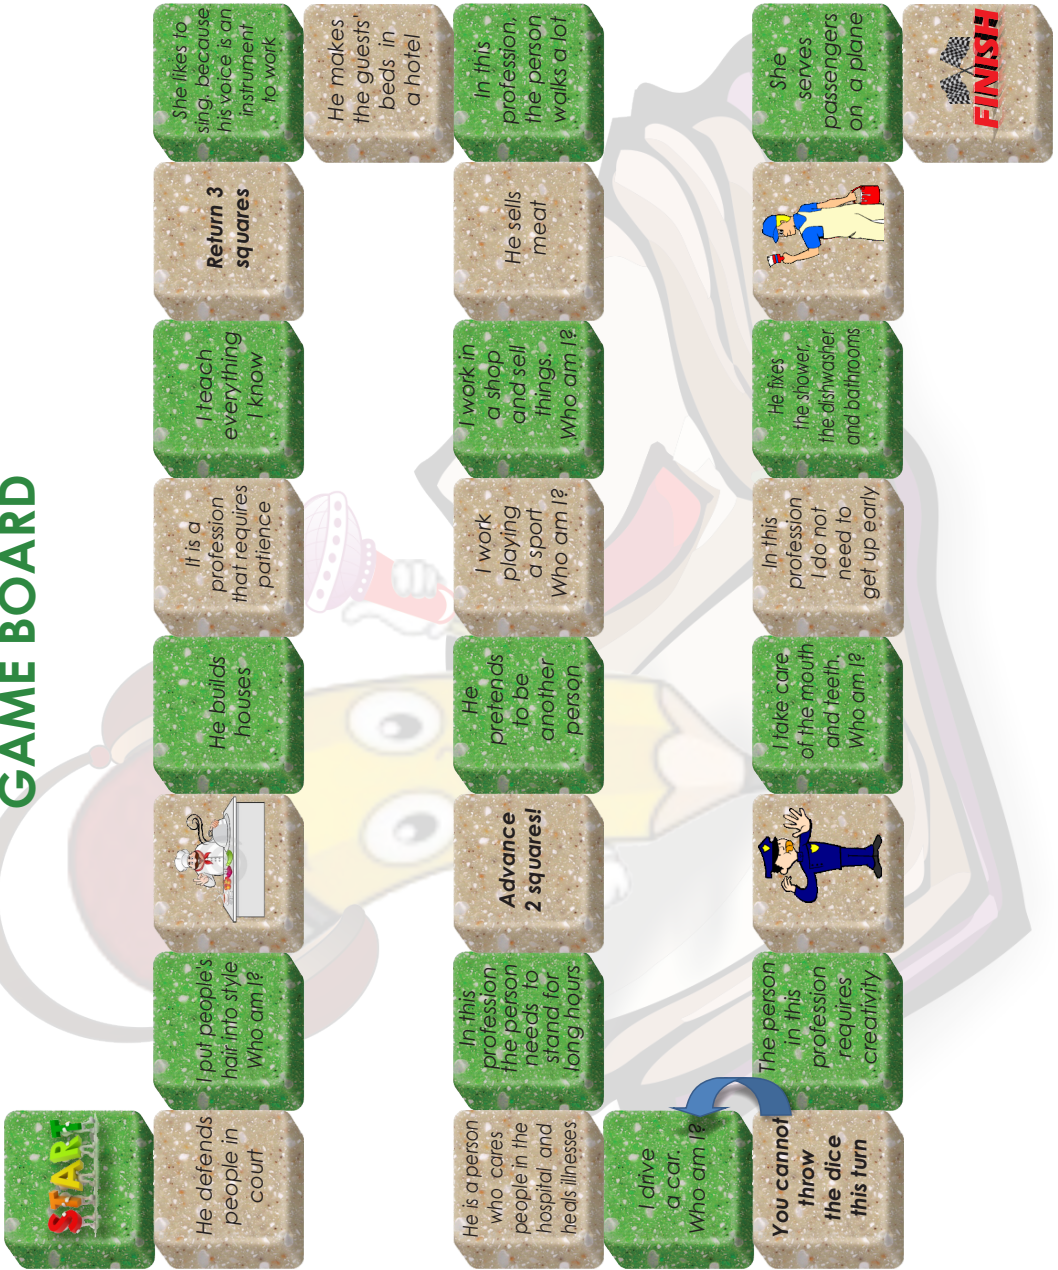 GAME BOARD
START
He defends
people in
court
I put people's
hair into style
Who am I?
He builds
houses
It is a
profession
that requires
patience
I teach
everything
I know
Return 3
squares
She likes to
sing, because
his voice is an
instrument
to work
He makes
the guests'
beds in
a hotel
In this
profession,
the person
walks a lot
He sells
meat
I work in
a shop
and sell
things.
Who am I?
I work
playing
a sport
Who am I?
He
pretends
to be
another
person
Advance
2 squares!
In this
profession
the person
needs to
stand for
long hours
He is a person
who cares
people in the
hospital and
heals illnesses
I drive
a car.
Who am I?
You cannot
throw
the dice
this turn
The person
in this
profession
requires
creativity
I take care
of the mouth
and teeth.
Who am I?
In this
profession
I do not
need to
get up early
He fixes
the shower,
the dishwasher
and bathrooms
She
serves
passengers
on a plane
FINISH